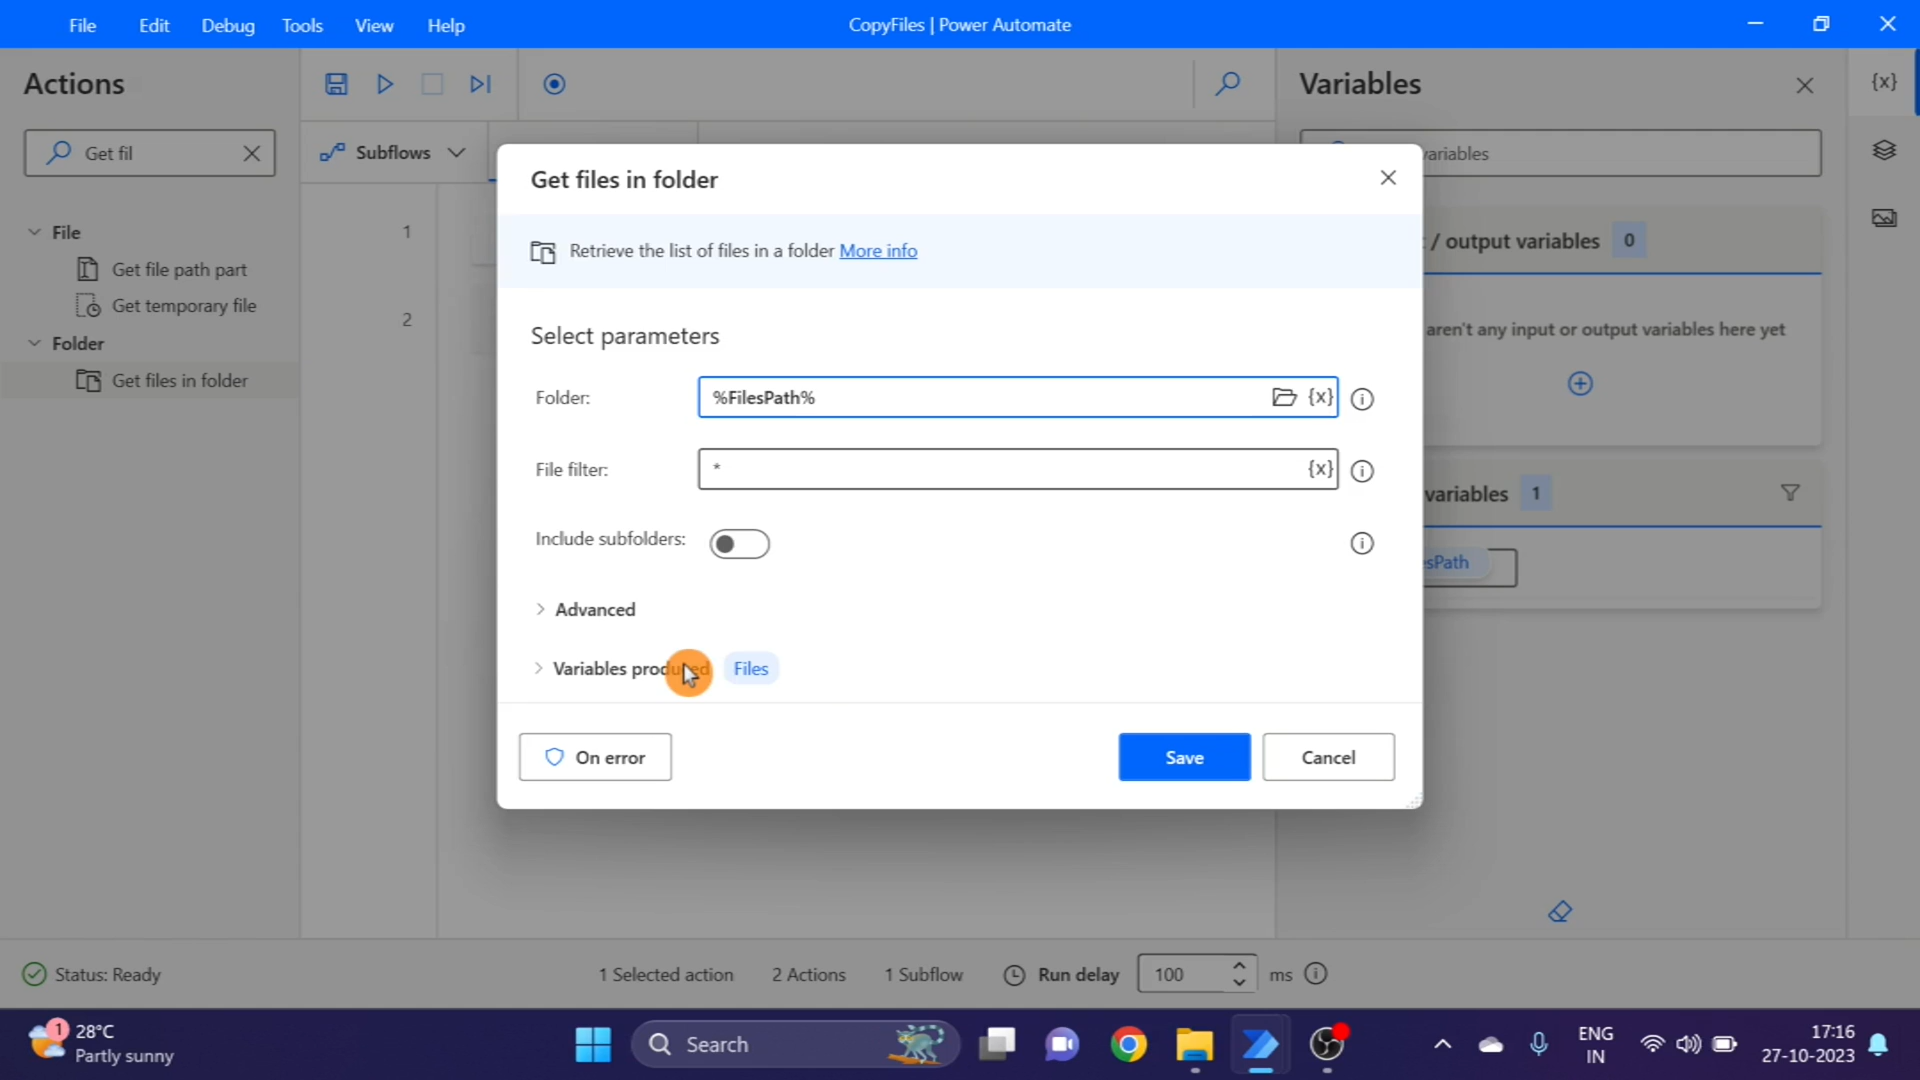 File Edit Debug Tools View Help
CopyFiles | Power Automate
Actions
Get fil
Subflows
File
Get file path part
Get temporary file
Folder
Get files in folder
1
2
Get files in folder
Retrieve the list of files in a folder More info
Select parameters
Folder: %FilesPath% {x}
File filter: * {x}
Include subfolders:
Advanced
Variables produced Files
On error
Save
Cancel
Variables
{x}
variables
/ output variables 0
aren't any input or output variables here yet
variables 1
sPath
Status: Ready
1 Selected action 2 Actions 1 Subflow Run delay 100 ms
1
28°C
Partly sunny
Search
ENG
IN
17:16
27-10-2023